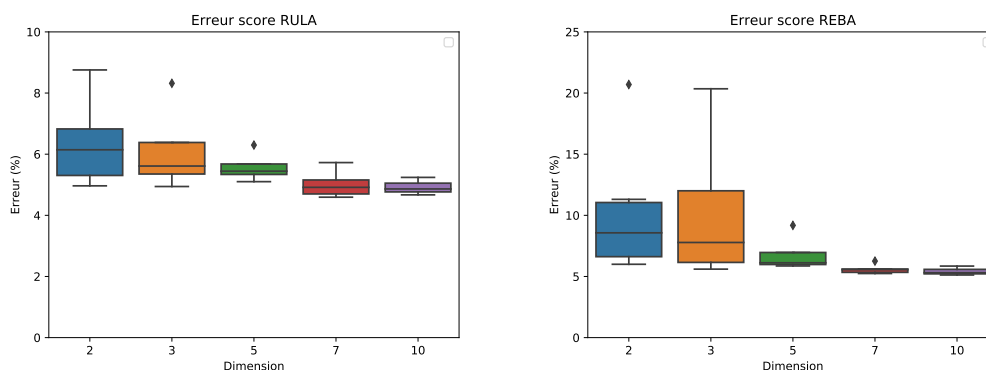 Erreur score RULA
10
8
6
4
2
0
Erreur (%)
2 3 5 7 10
Dimension
Erreur score REBA
25
20
15
10
5
0
Erreur (%)
2 3 5 7 10
Dimension